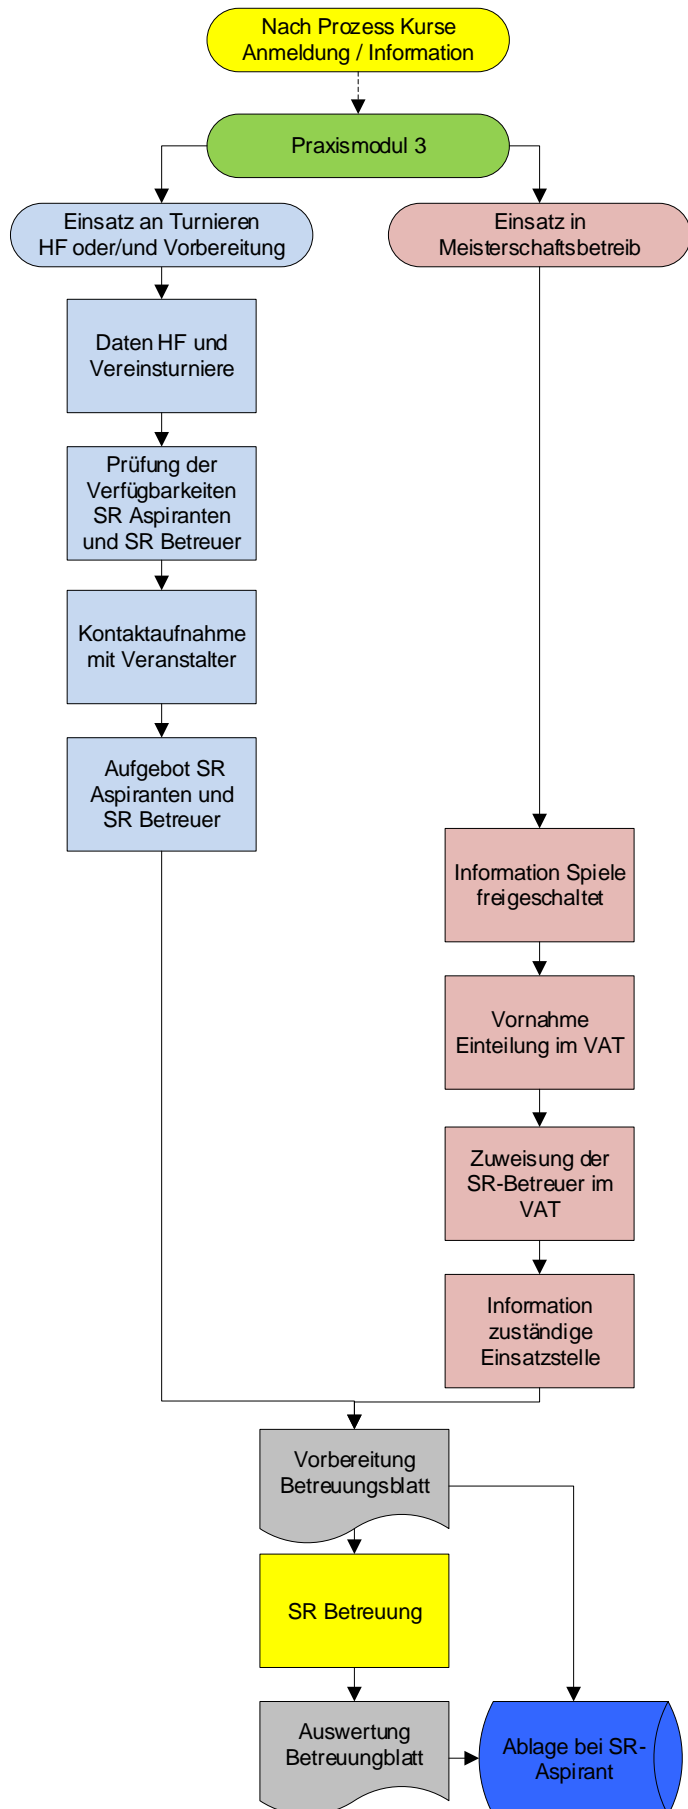 Nach Prozess Kurse
Anmeldung / Information
Praxismodul 3
Einsatz an Turnieren
HF oder/und Vorbereitung
Einsatz in
Meisterschaftsbetreib
Daten HF und
Vereinsturniere
Prüfung der
Verfügbarkeiten
SR Aspiranten
und SR Betreuer
Kontaktaufnahme
mit Veranstalter
Aufgebot SR
Aspiranten und
SR Betreuer
Information Spiele
freigeschaltet
Vornahme
Einteilung im VAT
Zuweisung der
SR-Betreuer im
VAT
Information
zuständige
Einsatzstelle
Vorbereitung
Betreuungsblatt
SR Betreuung
Auswertung
Betreuungblatt
Ablage bei SR-
Aspirant